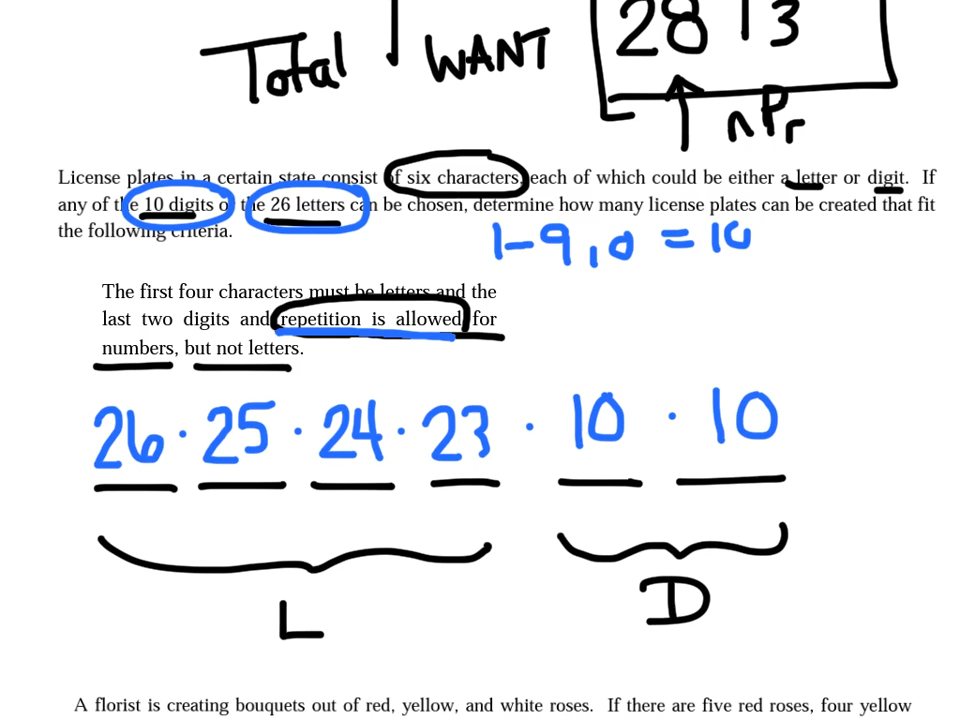 Total WANT 28 P 3
nPr
License plates in a certain state consist of six characters, each of which could be either a letter or digit. If
any of the 10 digits or the 26 letters can be chosen, determine how many license plates can be created that fit
the following criteria.
1-9,0 = 10
The first four characters must be letters and the
last two digits and repetition is allowed for
numbers, but not letters.
26 · 25 · 24 · 23 · 10 · 10
L D
A florist is creating bouquets out of red, yellow, and white roses. If there are five red roses, four yellow